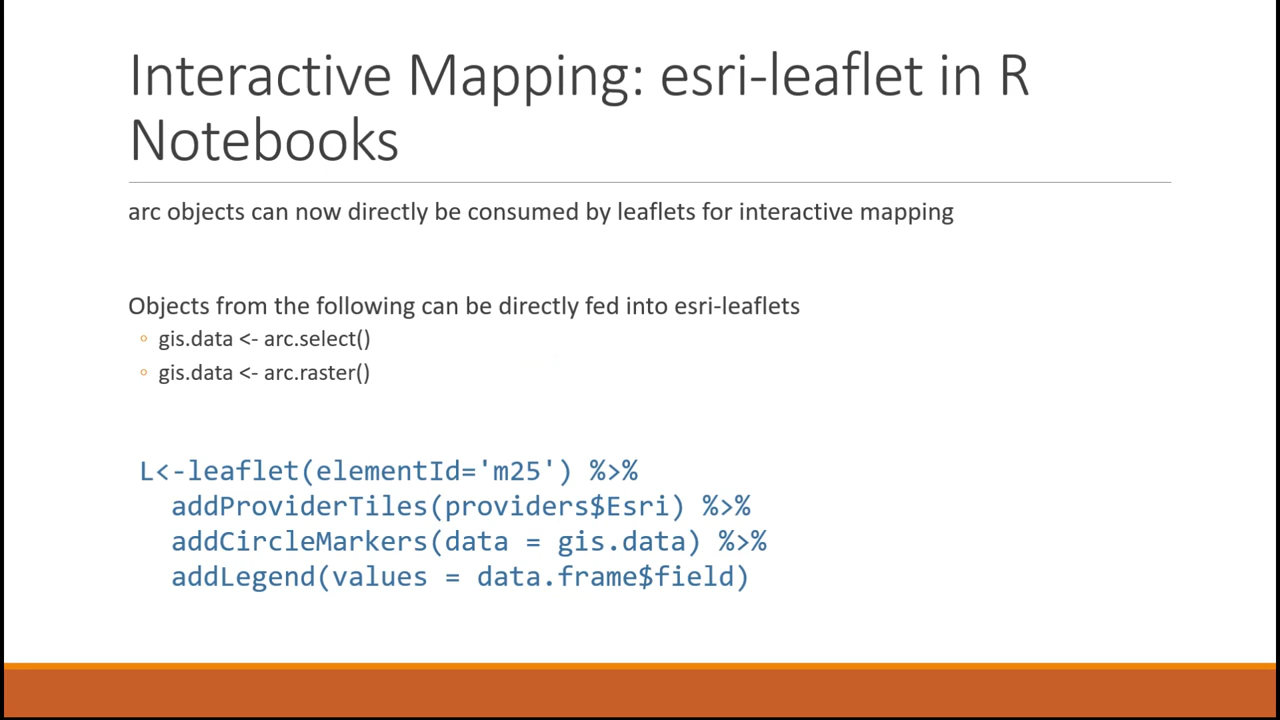 Interactive Mapping: esri-leaflet in R
Notebooks
arc objects can now directly be consumed by leaflets for interactive mapping
Objects from the following can be directly fed into esri-leaflets
◦ gis.data <- arc.select()
◦ gis.data <- arc.raster()
L<-leaflet(elementId='m25') %>%
addProviderTiles(providers$Esri) %>%
addCircleMarkers(data = gis.data) %>%
addLegend(values = data.frame$field)